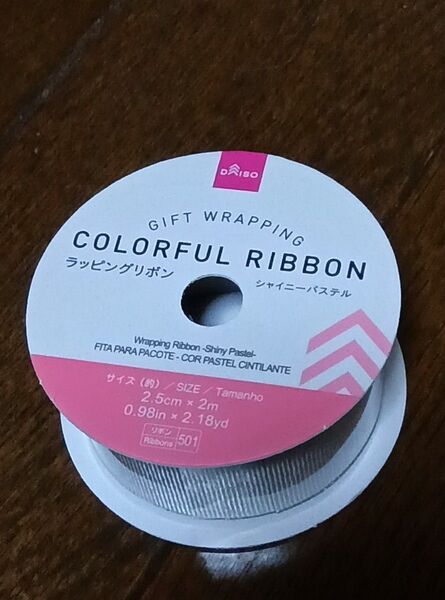 DAISO
GIFT WRAPPING
COLORFUL RIBBON
ラッピングリボン
シャイニーパステル
Wrapping Ribbon -Shiny Pastel-
FITA PARA PACOTE - COR PASTEL CINTILANTE
サイズ (約) / SIZE / Tamanho
2.5cm × 2m
0.98in × 2.18yd
リボン
Ribbons
501